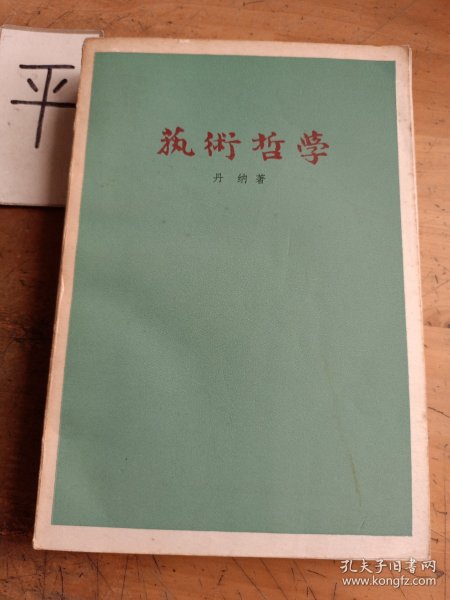 平
藝術哲學
丹 纳 著
孔夫子旧书网
www.kongfz.com